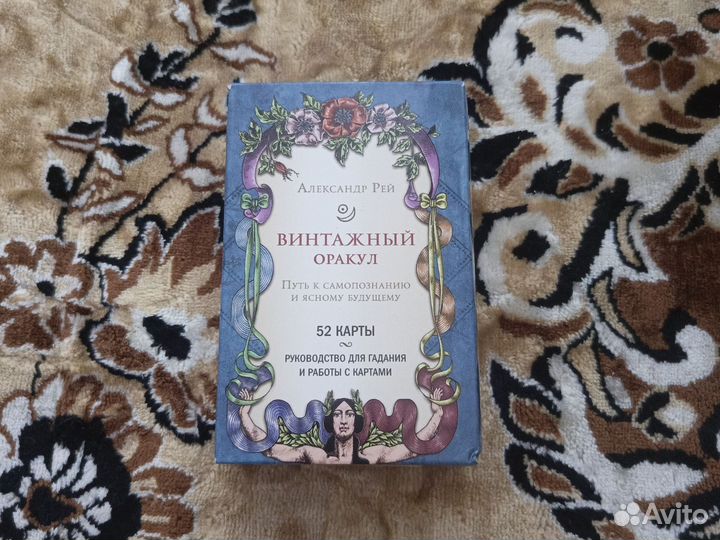 Александр Рей
ВИНТАЖНЫЙ
ОРАКУЛ
Путь к самопознанию
и ясному будущему
52 КАРТЫ
РУКОВОДСТВО ДЛЯ ГАДАНИЯ
И РАБОТЫ С КАРТАМИ
Avito